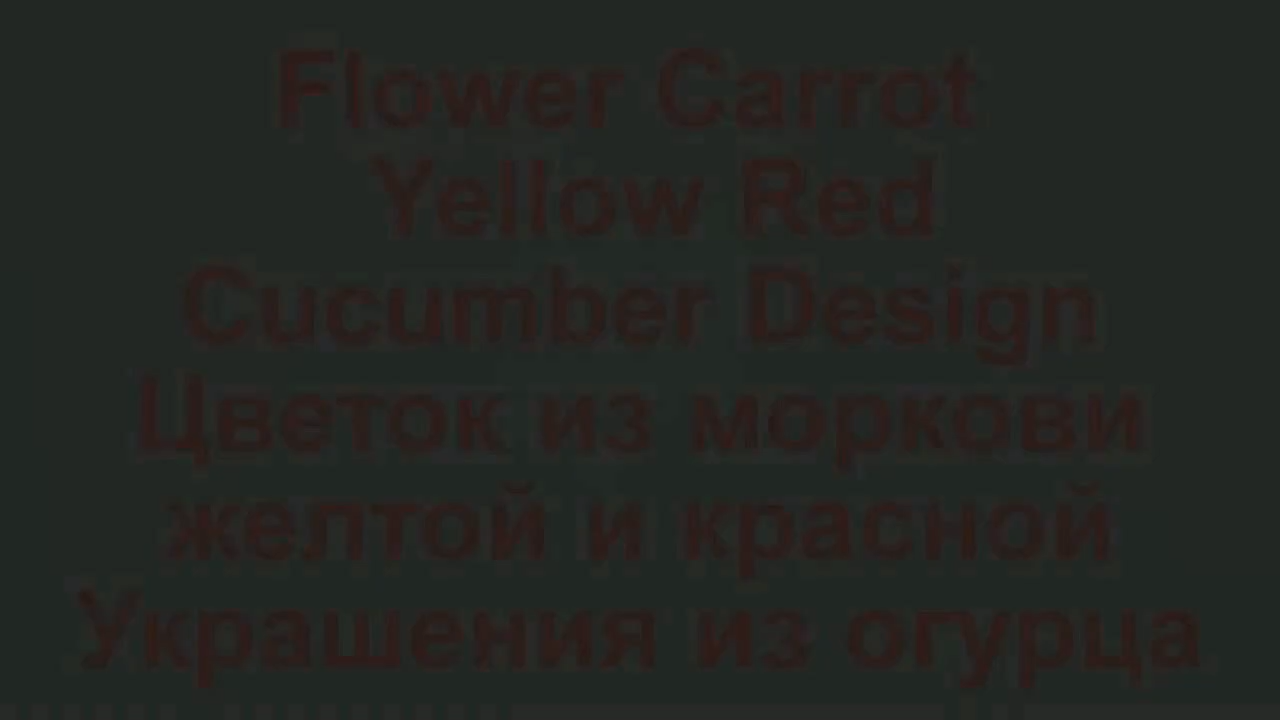 Flower Carrot
Yellow Red
Cucumber Design
Цветок из моркови
желтой и красной
Украшения из огурца